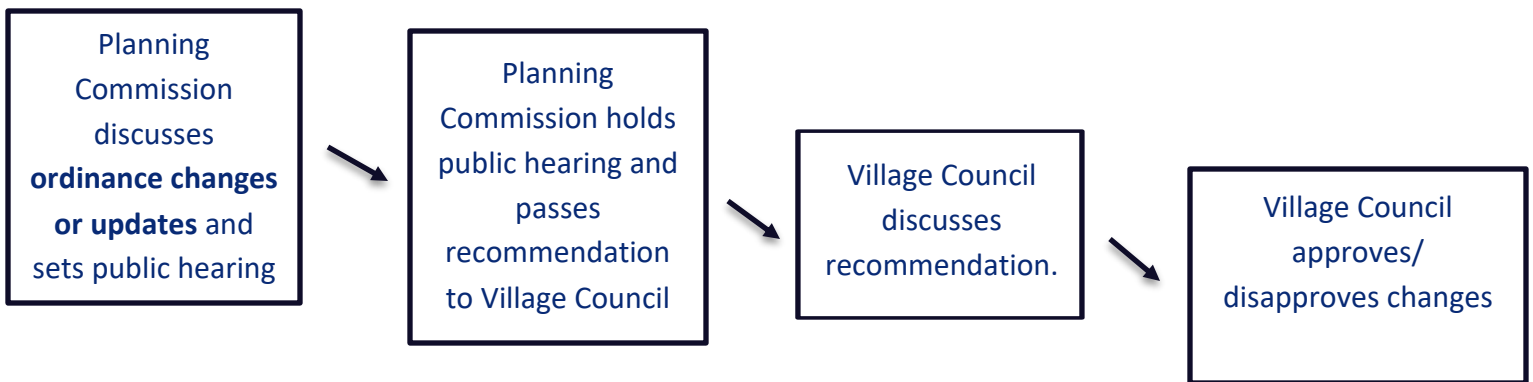 Planning
Commission
discusses
ordinance changes
or updates and
sets public hearing
Planning
Commission holds
public hearing and
passes
recommendation
to Village Council
Village Council
discusses
recommendation.
Village Council
approves/
disapproves changes